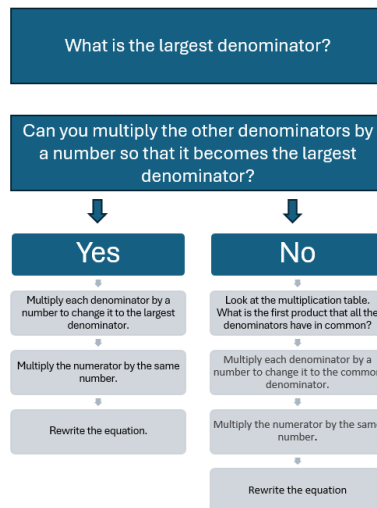 What is the largest denominator?
Can you multiply the other denominators by
a number so that it becomes the largest
denominator?
Yes
Multiply each denominator by a
number to change it to the largest
denominator.
Multiply the numerator by the same
number.
Rewrite the equation.
No
Look at the multiplication table.
What is the first product that all the
denominators have in common?
Multiply each denominator by a
number to change it to the common
denominator.
Multiply the numerator by the same
number.
Rewrite the equation